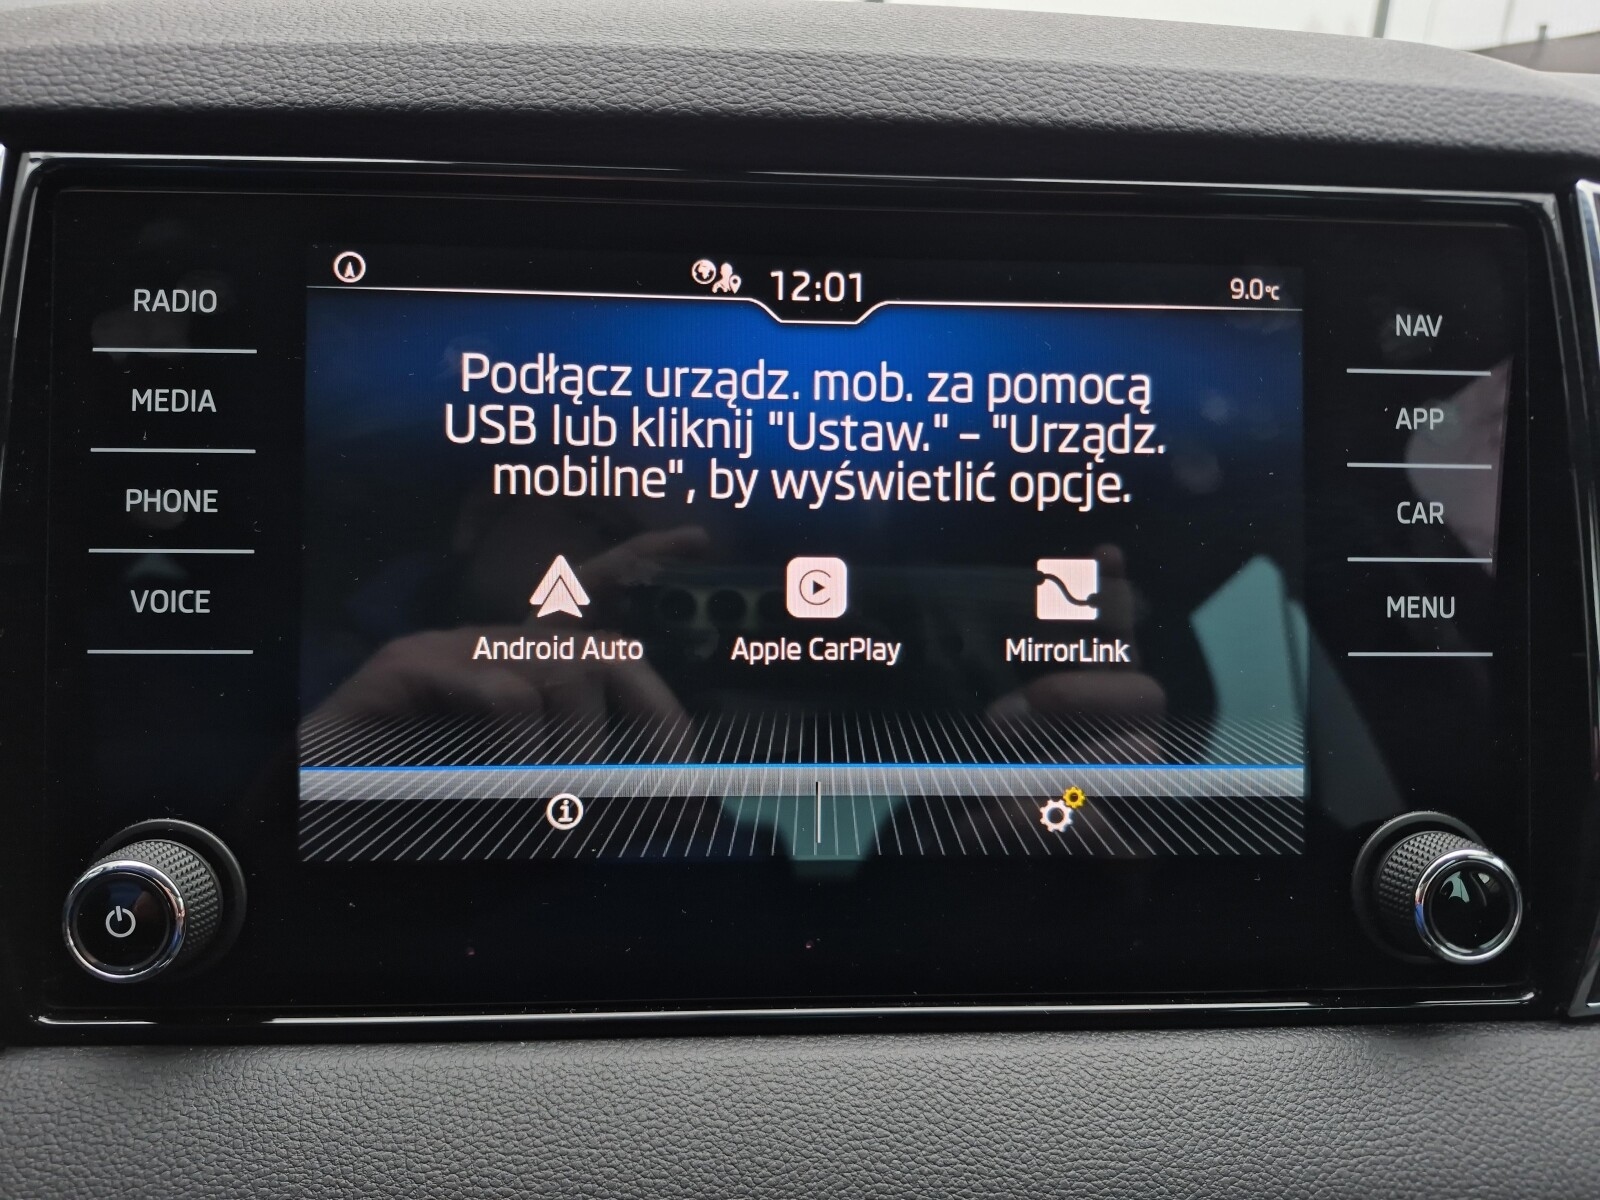 12:01
9.0°C
RADIO
MEDIA
PHONE
VOICE
Podłącz urządz. mob. za pomocą
USB lub kliknij "Ustaw." – "Urządz.
mobilne", by wyświetlić opcje.
Android Auto
Apple CarPlay
MirrorLink
NAV
APP
CAR
MENU